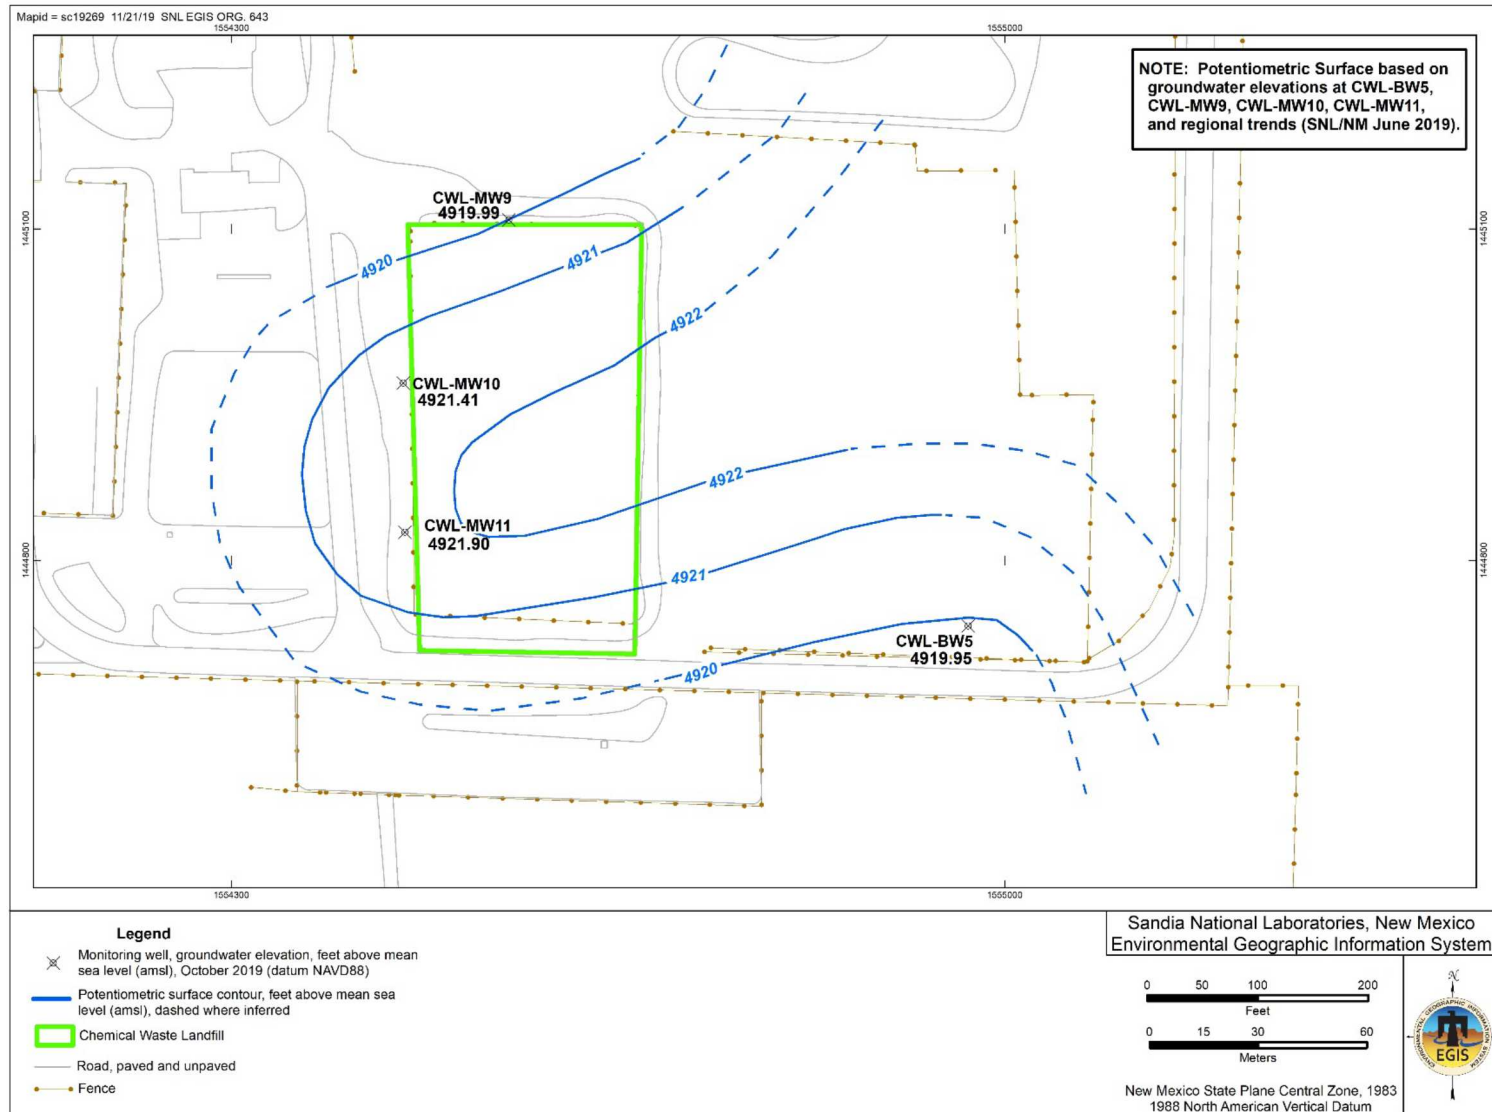 Mapid = sc19269 11/21/19 SNL EGIS ORG. 643
1554300
1555000
NOTE: Potentiometric Surface based on
groundwater elevations at CWL-BW5,
CWL-MW9, CWL-MW10, CWL-MW11,
and regional trends (SNL/NM June 2019).
CWL-MW9
4919.99
1445100
1445100
4920
4921
4922
CWL-MW10
4921.41
4922
CWL-MW11
4921.90
1444800
1444800
4921
CWL-BW5
4919.95
4920
1554300
1555000
Legend
Monitoring well, groundwater elevation, feet above mean
sea level (amsl), October 2019 (datum NAVD88)
Potentiometric surface contour, feet above mean sea
level (amsl), dashed where inferred
Chemical Waste Landfill
Road, paved and unpaved
Fence
Sandia National Laboratories, New Mexico
Environmental Geographic Information System
0 50 100 200
Feet
0 15 30 60
Meters
N
ENVIRONMENTAL GEOGRAPHIC INFORMATION SYSTEM
EGIS
New Mexico State Plane Central Zone, 1983
1988 North American Vertical Datum